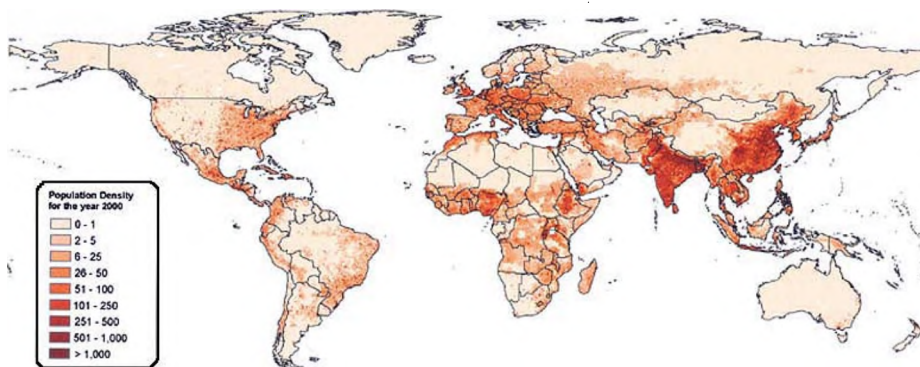 Population Density
for the year 2000
0 - 1
2 - 5
6 - 25
26 - 50
51 - 100
101 - 250
251 - 500
501 - 1,000
> 1,000